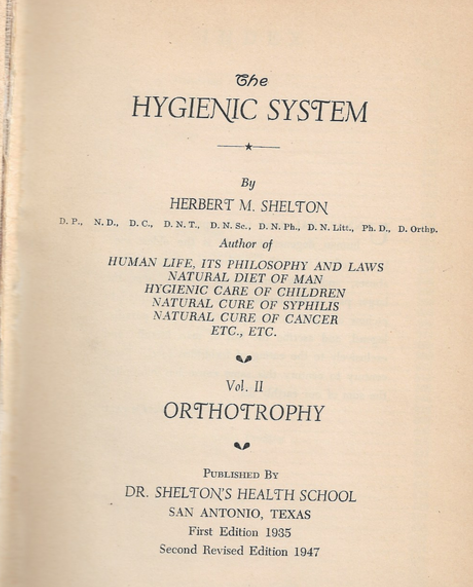 The
HYGIENIC SYSTEM
By
HERBERT M. SHELTON
D. P., N. D., D. C., D. N. T., D. N. Sc., D. N. Ph., D. N. Litt., Ph. D., D. Orthp.
Author of
HUMAN LIFE, ITS PHILOSOPHY AND LAWS
NATURAL DIET OF MAN
HYGIENIC CARE OF CHILDREN
NATURAL CURE OF SYPHILIS
NATURAL CURE OF CANCER
ETC., ETC.
Vol. II
ORTHOTROPHY
PUBLISHED BY
DR. SHELTON'S HEALTH SCHOOL
SAN ANTONIO, TEXAS
First Edition 1935
Second Revised Edition 1947